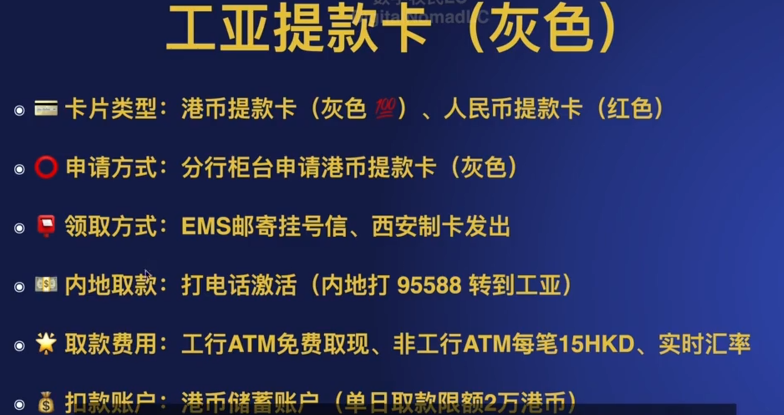 工亚提款卡（灰色）
卡片类型：港币提款卡（灰色 💯）、人民币提款卡（红色）
申请方式：分行柜台申请港币提款卡（灰色）
领取方式：EMS邮寄挂号信、西安制卡发出
内地取款：打电话激活（内地打 95588 转到工亚）
取款费用：工行ATM免费取现、非工行ATM每笔15HKD、实时汇率
扣款账户：港币储蓄账户（单日取款限额2万港币）